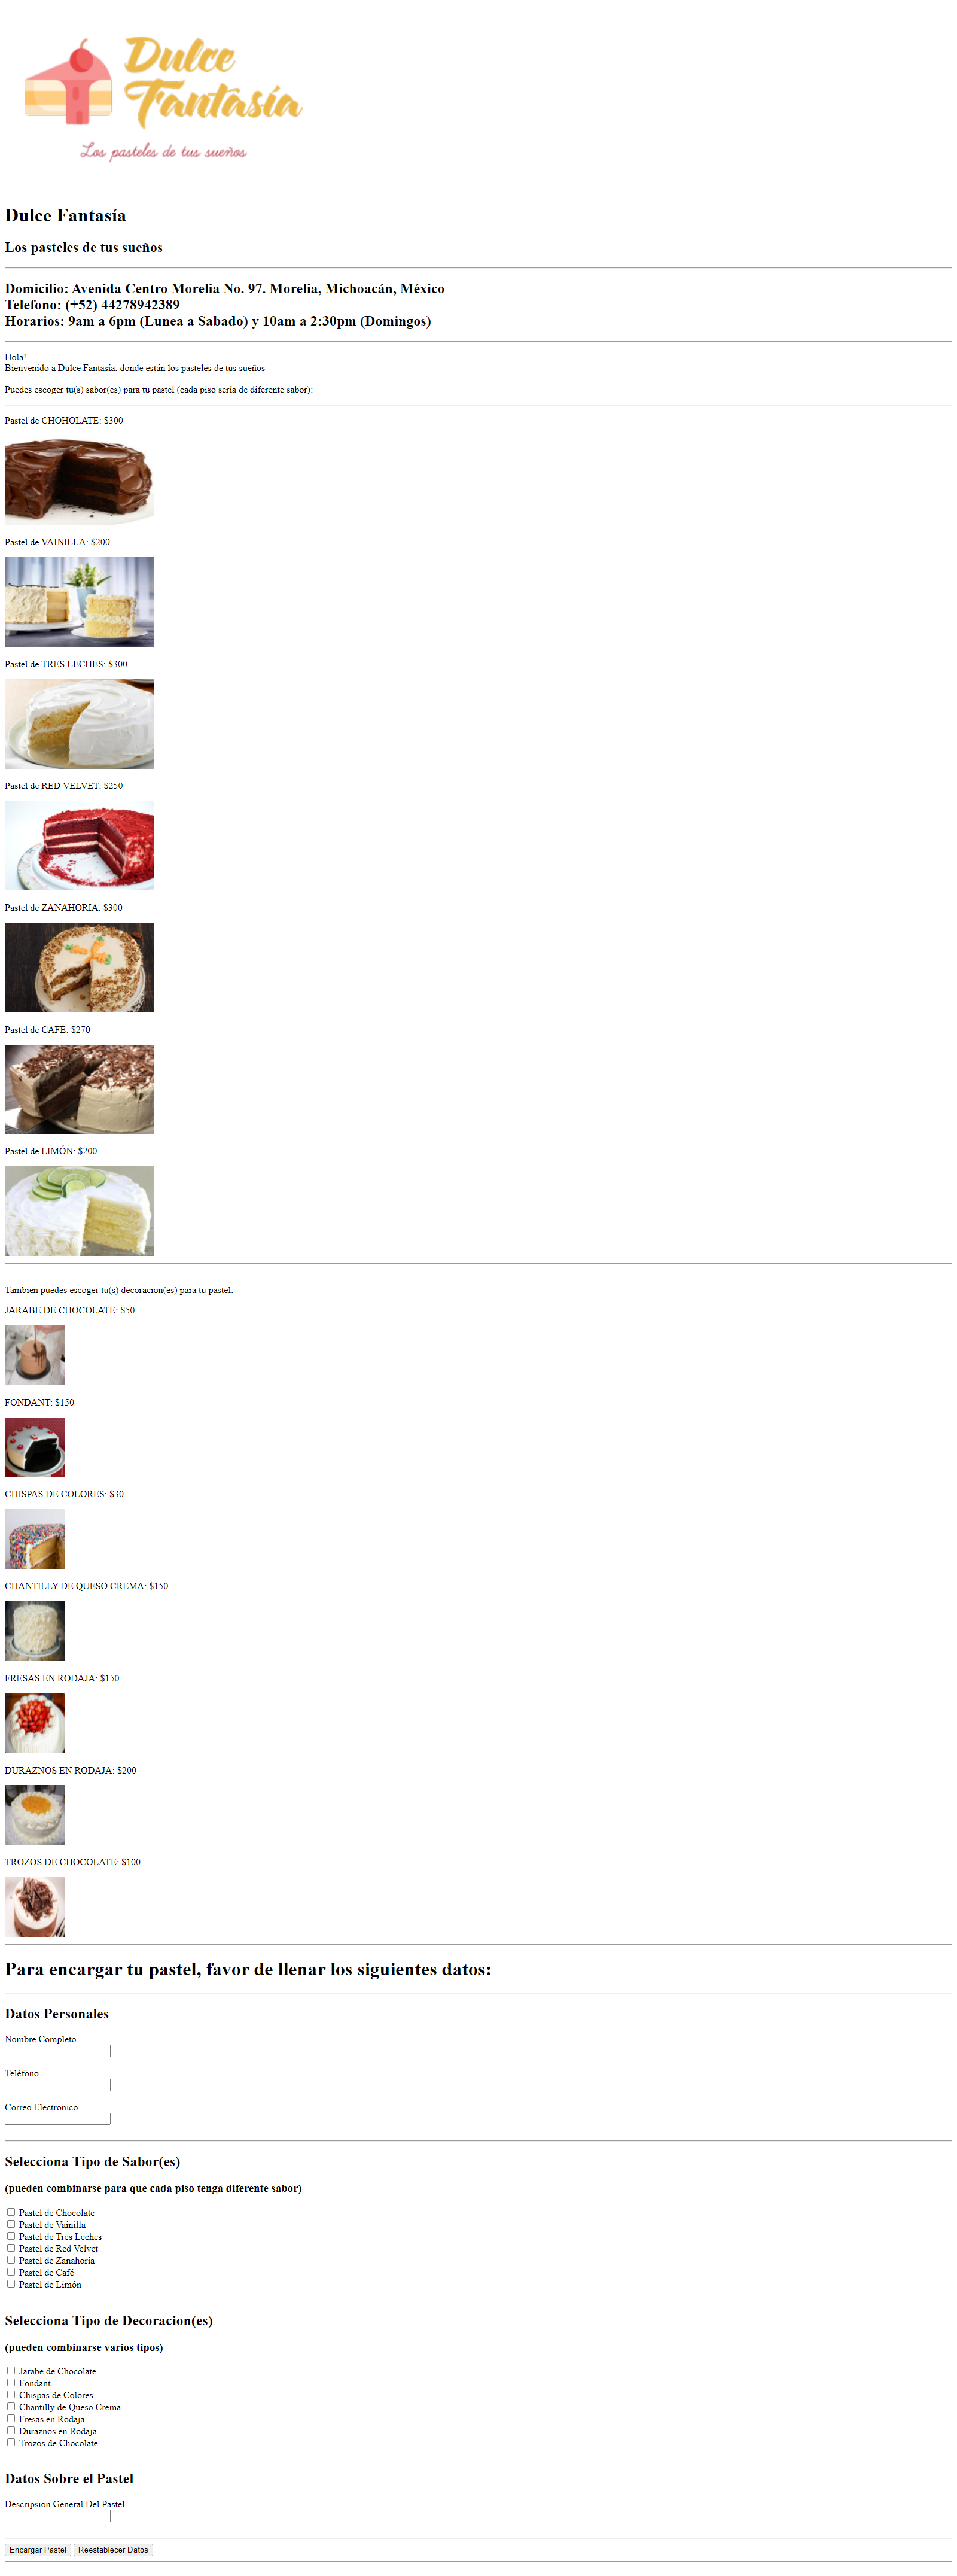 Dulce
Fantasía
Los pasteles de tus sueños
Dulce Fantasía
Los pasteles de tus sueños
Domicilio: Avenida Centro Morelia No. 97. Morelia, Michoacán, México
Telefono: (+52) 44278942389
Horarios: 9am a 6pm (Lunea a Sabado) y 10am a 2:30pm (Domingos)
Hola!
Bienvenido a Dulce Fantasía, donde están los pasteles de tus sueños
Puedes escoger tu(s) sabor(es) para tu pastel (cada piso sería de diferente sabor):
Pastel de CHOHOLATE: $300
Pastel de VAINILLA: $200
Pastel de TRES LECHES: $300
Pastel de RED VELVET. $250
Pastel de ZANAHORIA: $300
Pastel de CAFÉ: $270
Pastel de LIMÓN: $200
Tambien puedes escoger tu(s) decoracion(es) para tu pastel:
JARABE DE CHOCOLATE: $50
FONDANT: $150
CHISPAS DE COLORES: $30
CHANTILLY DE QUESO CREMA: $150
FRESAS EN RODAJA: $150
DURAZNOS EN RODAJA: $200
TROZOS DE CHOCOLATE: $100
Para encargar tu pastel, favor de llenar los siguientes datos:
Datos Personales
Nombre Completo
Teléfono
Correo Electronico
Selecciona Tipo de Sabor(es)
(pueden combinarse para que cada piso tenga diferente sabor)
Pastel de Chocolate
Pastel de Vainilla
Pastel de Tres Leches
Pastel de Red Velvet
Pastel de Zanahoria
Pastel de Café
Pastel de Limón
Selecciona Tipo de Decoracion(es)
(pueden combinarse varios tipos)
Jarabe de Chocolate
Fondant
Chispas de Colores
Chantilly de Queso Crema
Fresas en Rodaja
Duraznos en Rodaja
Trozos de Chocolate
Datos Sobre el Pastel
Descripsion General Del Pastel
Encargar Pastel Reestablecer Datos